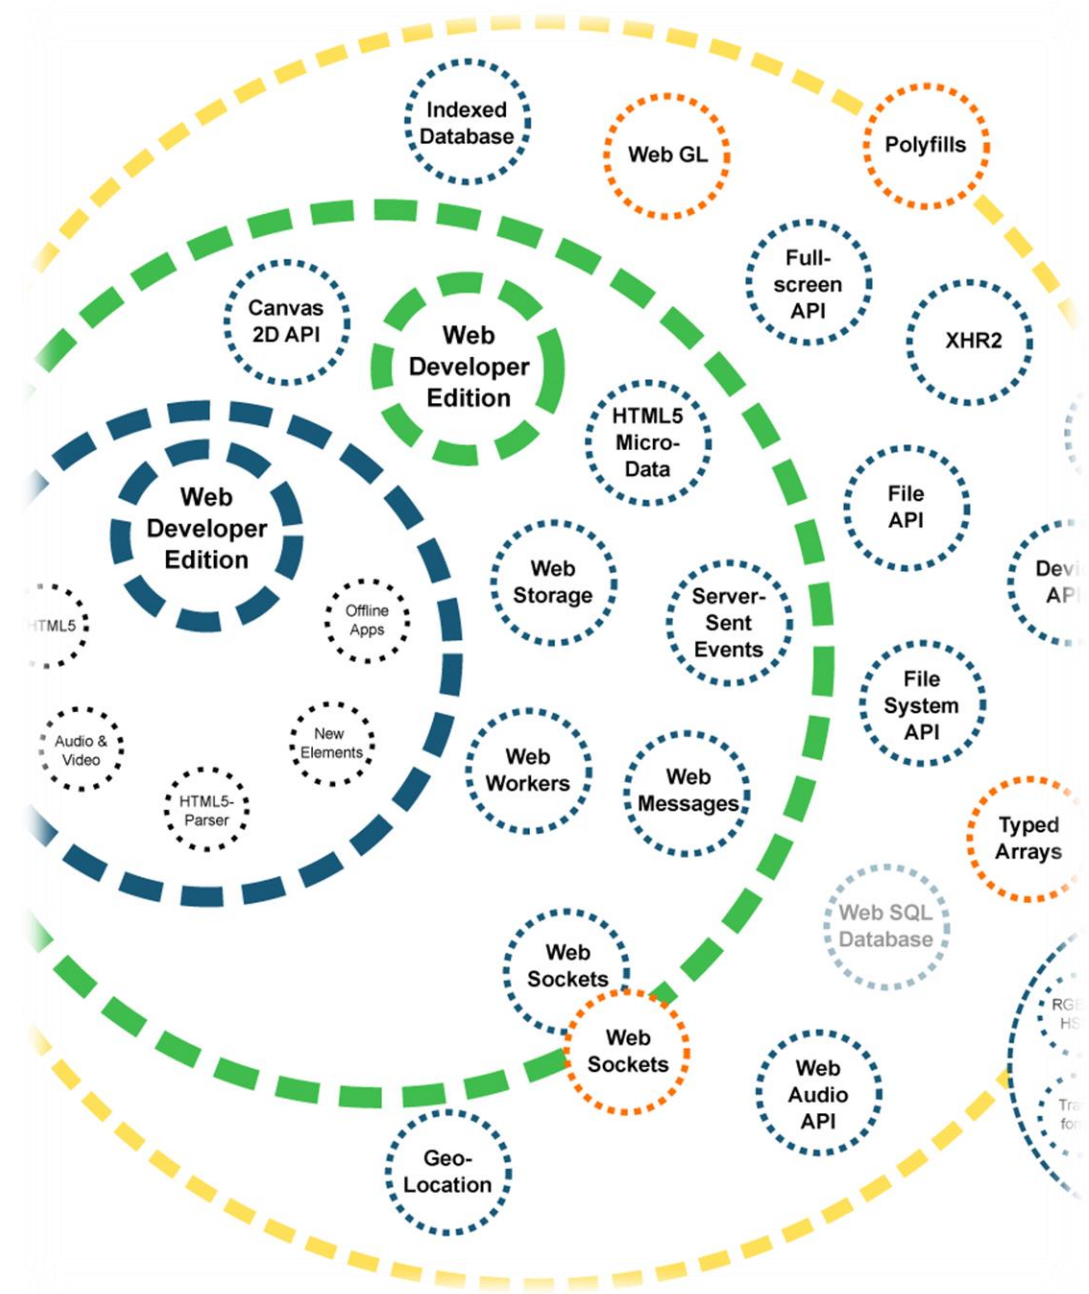 Indexed
Database
Web GL
Polyfills
Full-
screen
API
XHR2
Canvas
2D API
Web
Developer
Edition
HTML5
Micro-
Data
Web
Developer
Edition
File
API
Web
Storage
Server-
Sent
Events
API
HTML5
Offline
Apps
File
System
API
Audio &
Video
New
Elements
HTML5-
Parser
Web
Workers
Web
Messages
Typed
Arrays
Web SQL
Database
Web
Sockets
Web
Sockets
Web
Audio
API
Geo-
Location